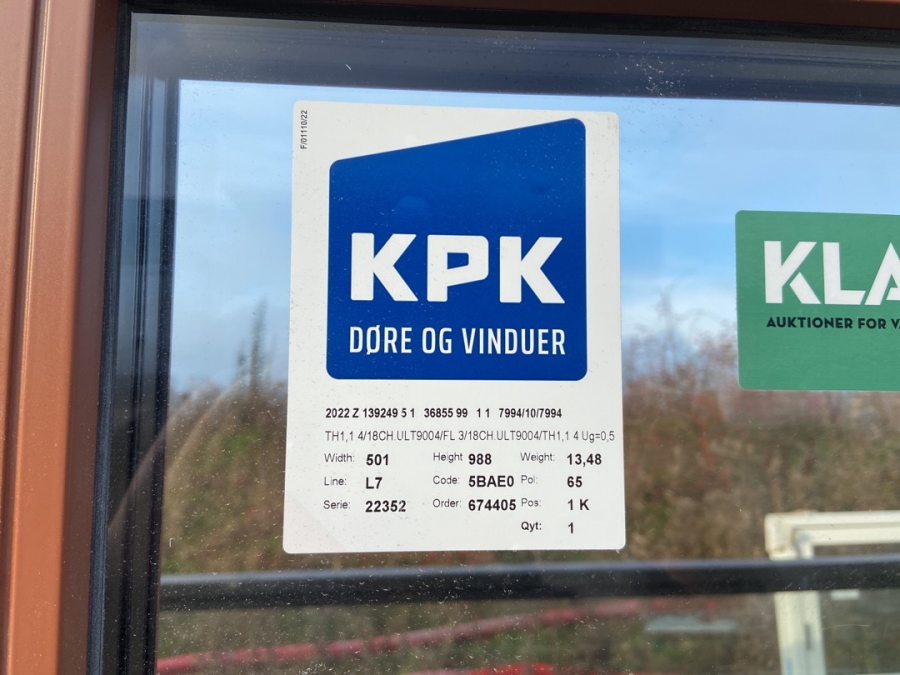 F/01110/22
KPK
DØRE OG VINDUER
2022 Z 139249 5 1 36855 99 1 1 7994/10/7994
TH1,1 4/18CH.ULT9004/FL 3/18CH.ULT9004/TH1,1 4 Ug=0,5
Width: 501 Height 988 Weight: 13,48
Line: L7 Code: 5BAE0 Pol: 65
Serie: 22352 Order: 674405 Pos: 1 K
Qyt: 1
KLA
AUKTIONER FOR